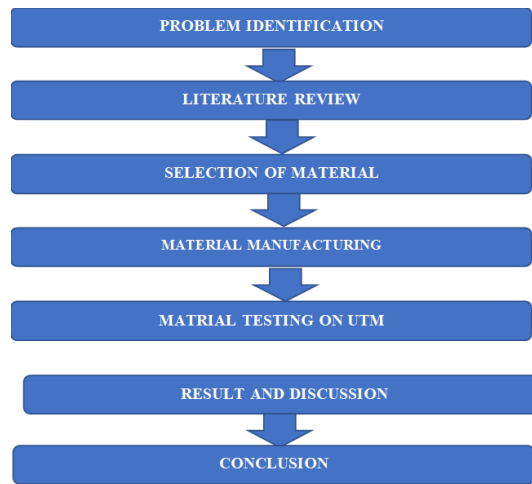 PROBLEM IDENTIFICATION
LITERATURE REVIEW
SELECTION OF MATERIAL
MATERIAL MANUFACTURING
MATRIAL TESTING ON UTM
RESULT AND DISCUSSION
CONCLUSION